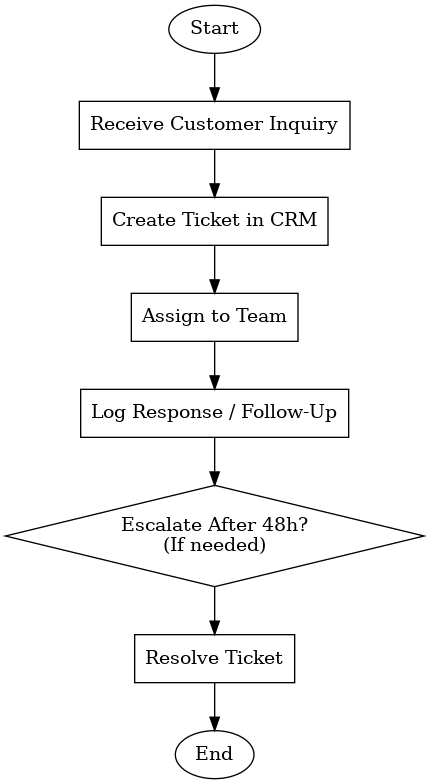 Start
Receive Customer Inquiry
Create Ticket in CRM
Assign to Team
Log Response / Follow-Up
Escalate After 48h?
(If needed)
Resolve Ticket
End